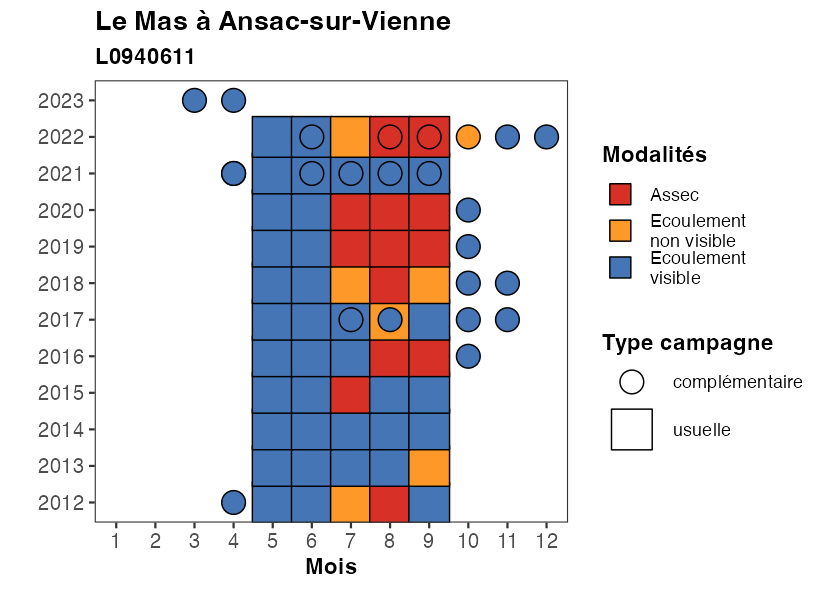 Le Mas à Ansac-sur-Vienne
L0940611
2023
2022
2021
2020
2019
2018
2017
2016
2015
2014
2013
2012
1 2 3 4 5 6 7 8 9 10 11 12
Mois
Modalités
Assec
Ecoulement
non visible
Ecoulement
visible
Type campagne
complémentaire
usuelle